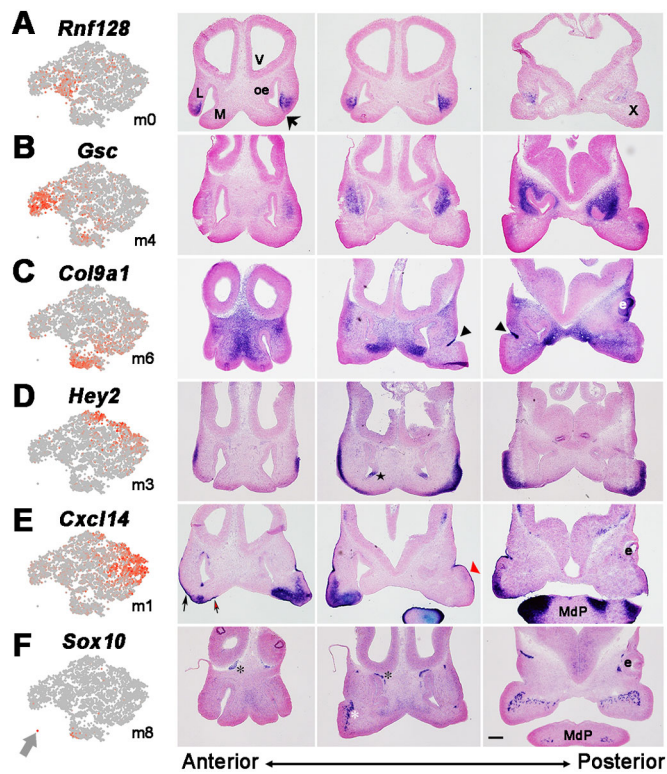 A Rnf128 m0 L M V oe X
B Gsc m4
C Col9a1 m6 e
D Hey2 m3 ★
E Cxcl14 m1 e MdP
F Sox10 m8 * * * e MdP
Anterior Posterior